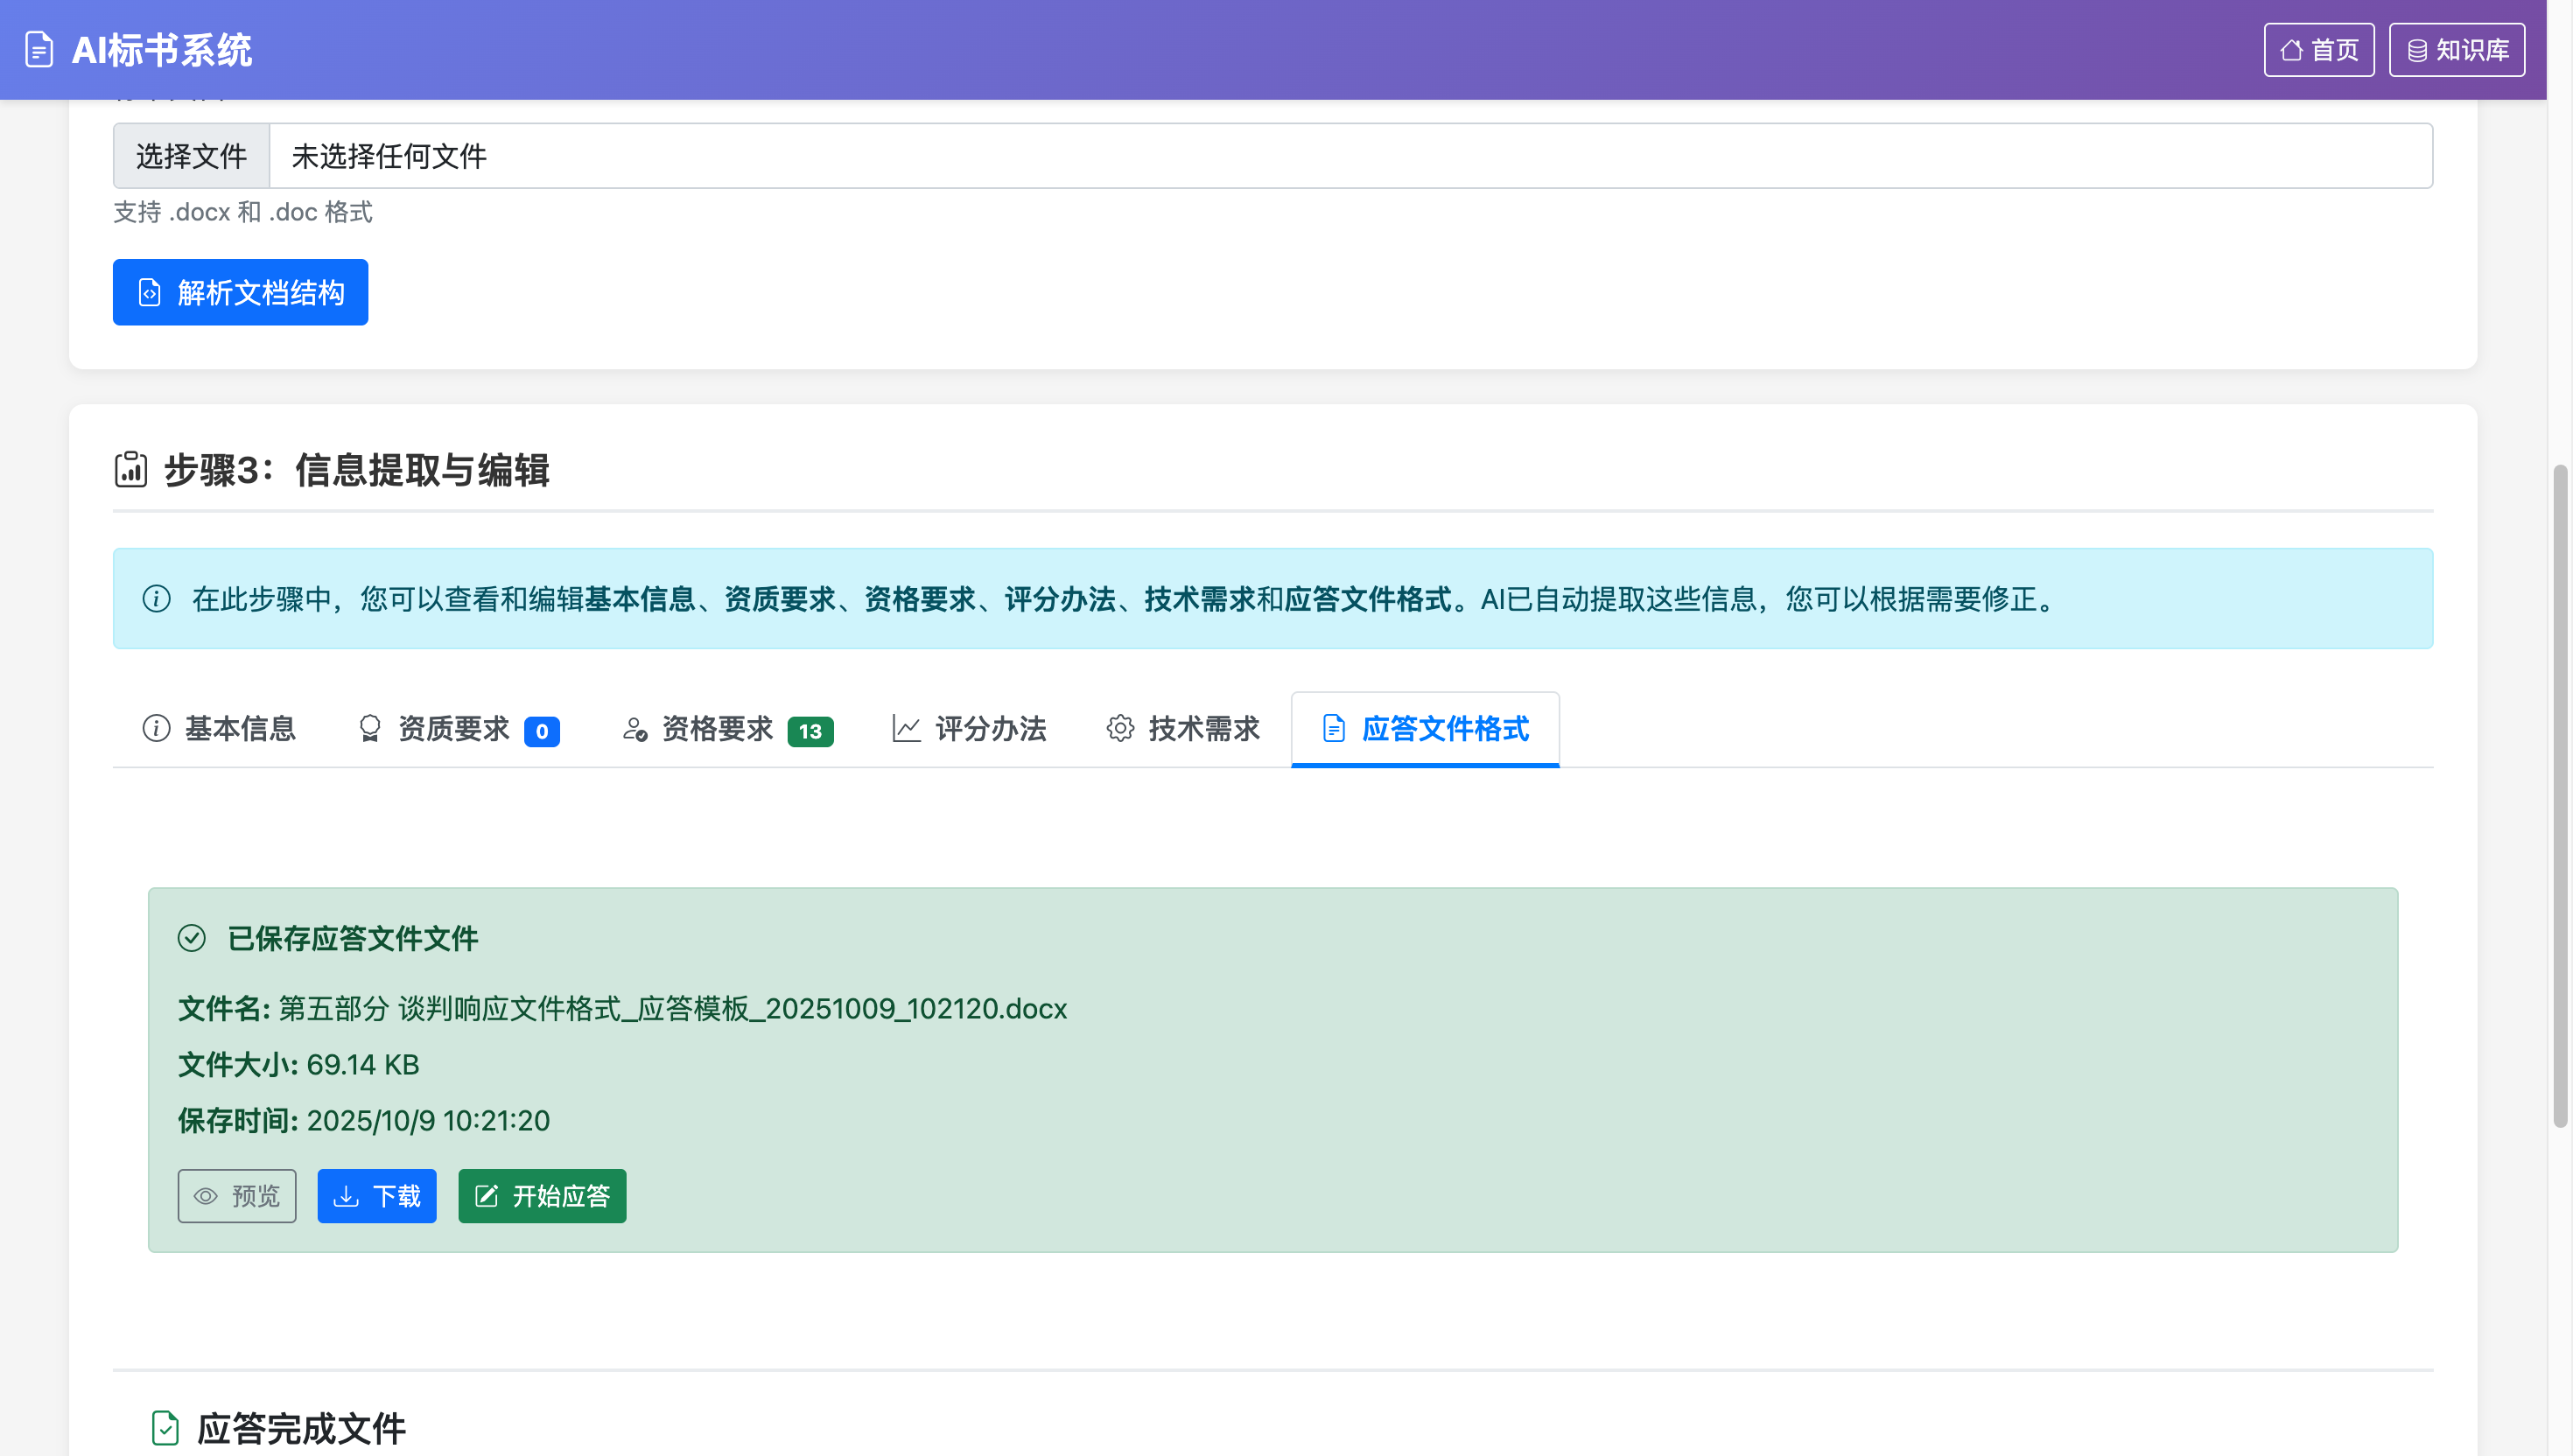 AI标书系统
首页
知识库
选择文件 未选择任何文件
支持 .docx 和 .doc 格式
解析文档结构
步骤3：信息提取与编辑
在此步骤中，您可以查看和编辑基本信息、资质要求、资格要求、评分办法、技术需求和应答文件格式。AI已自动提取这些信息，您可以根据需要修正。
基本信息 资质要求 0 资格要求 13 评分办法 技术需求 应答文件格式
已保存应答文件文件
文件名: 第五部分 谈判响应文件格式_应答模板_20251009_102120.docx
文件大小: 69.14 KB
保存时间: 2025/10/9 10:21:20
预览 下载 开始应答
应答完成文件